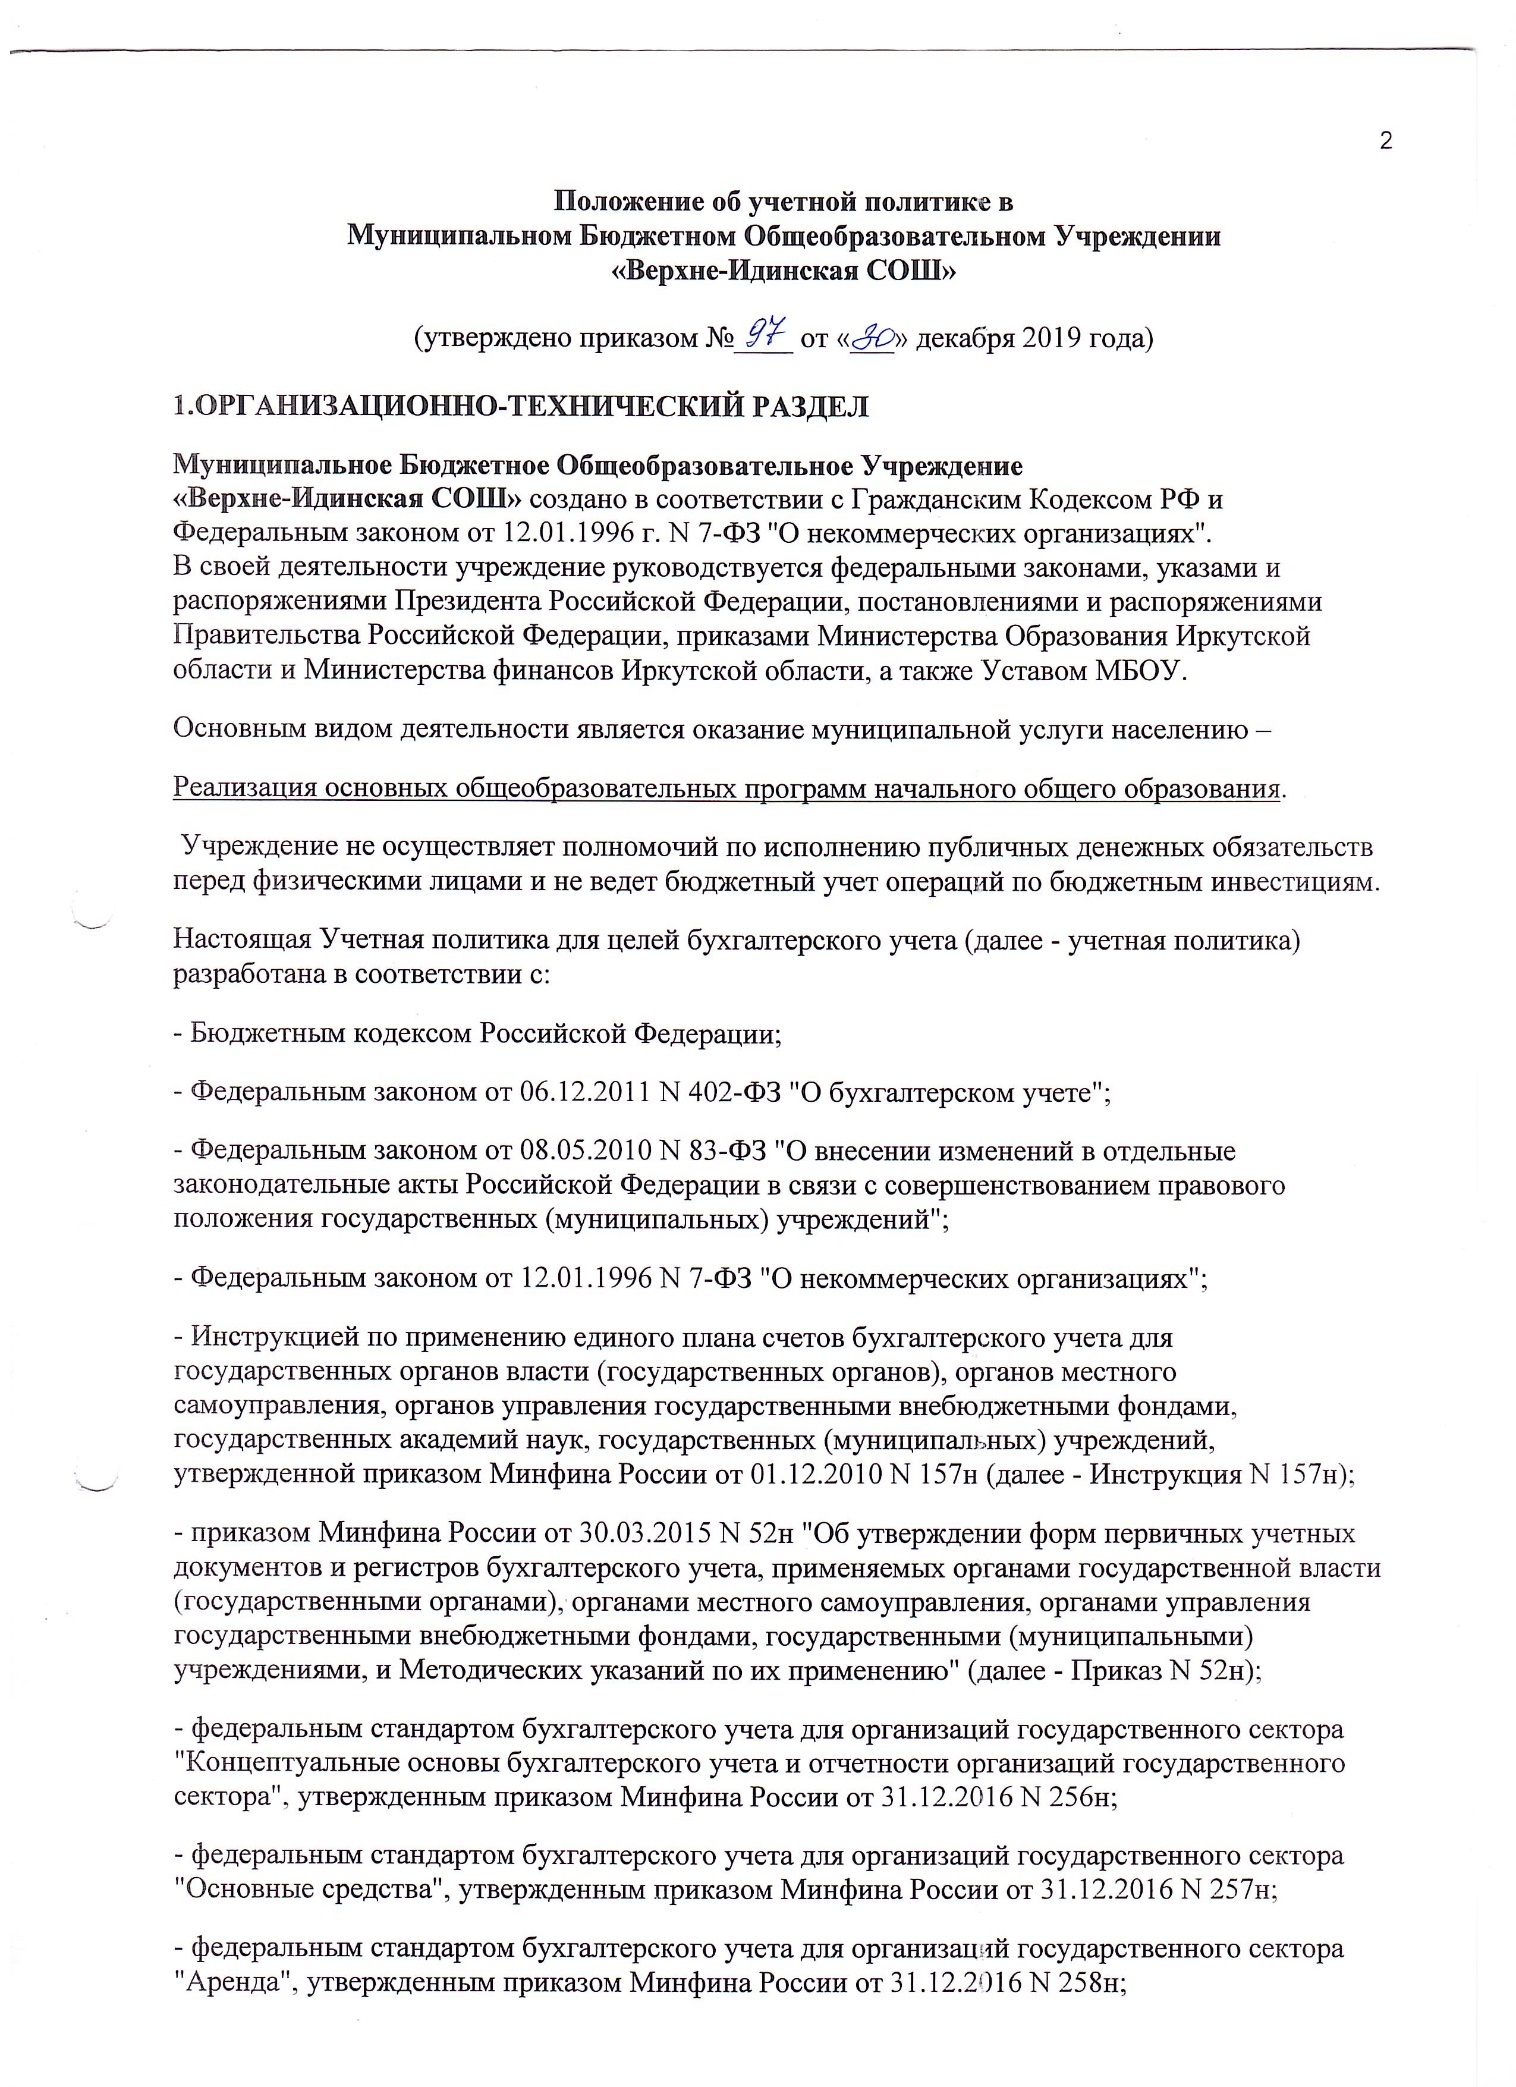 2
Положение об учетной политике в
Муниципальном Бюджетном Общеобразовательном Учреждении
«Верхне-Идинская СОШ»
(утверждено приказом № 97 от «30» декабря 2019 года)
1.ОРГАНИЗАЦИОННО-ТЕХНИЧЕСКИЙ РАЗДЕЛ
Муниципальное Бюджетное Общеобразовательное Учреждение
«Верхне-Идинская СОШ» создано в соответствии с Гражданским Кодексом РФ и
Федеральным законом от 12.01.1996 г. N 7-ФЗ "О некоммерческих организациях".
В своей деятельности учреждение руководствуется федеральными законами, указами и
распоряжениями Президента Российской Федерации, постановлениями и распоряжениями
Правительства Российской Федерации, приказами Министерства Образования Иркутской
области и Министерства финансов Иркутской области, а также Уставом МБОУ.
Основным видом деятельности является оказание муниципальной услуги населению –
Реализация основных общеобразовательных программ начального общего образования.
Учреждение не осуществляет полномочий по исполнению публичных денежных обязательств
перед физическими лицами и не ведет бюджетный учет операций по бюджетным инвестициям.
Настоящая Учетная политика для целей бухгалтерского учета (далее - учетная политика)
разработана в соответствии с:
- Бюджетным кодексом Российской Федерации;
- Федеральным законом от 06.12.2011 N 402-ФЗ "О бухгалтерском учете";
- Федеральным законом от 08.05.2010 N 83-ФЗ "О внесении изменений в отдельные
законодательные акты Российской Федерации в связи с совершенствованием правового
положения государственных (муниципальных) учреждений";
- Федеральным законом от 12.01.1996 N 7-ФЗ "О некоммерческих организациях";
- Инструкцией по применению единого плана счетов бухгалтерского учета для
государственных органов власти (государственных органов), органов местного
самоуправления, органов управления государственными внебюджетными фондами,
государственных академий наук, государственных (муниципальных) учреждений,
утвержденной приказом Минфина России от 01.12.2010 N 157н (далее - Инструкция N 157н);
- приказом Минфина России от 30.03.2015 N 52н "Об утверждении форм первичных учетных
документов и регистров бухгалтерского учета, применяемых органами государственной власти
(государственными органами), органами местного самоуправления, органами управления
государственными внебюджетными фондами, государственными (муниципальными)
учреждениями, и Методических указаний по их применению" (далее - Приказ N 52н);
- федеральным стандартом бухгалтерского учета для организаций государственного сектора
"Концептуальные основы бухгалтерского учета и отчетности организаций государственного
сектора", утвержденным приказом Минфина России от 31.12.2016 N 256н;
- федеральным стандартом бухгалтерского учета для организаций государственного сектора
"Основные средства", утвержденным приказом Минфина России от 31.12.2016 N 257н;
- федеральным стандартом бухгалтерского учета для организаций государственного сектора
"Аренда", утвержденным приказом Минфина России от 31.12.2016 N 258н;